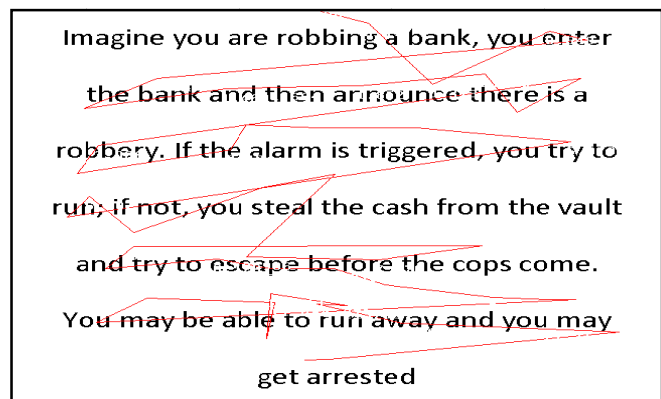 Imagine you are robbing a bank, you enter
the bank and then announce there is a
robbery. If the alarm is triggered, you try to
run; if not, you steal the cash from the vault
and try to escape before the cops come.
You may be able to run away and you may
get arrested